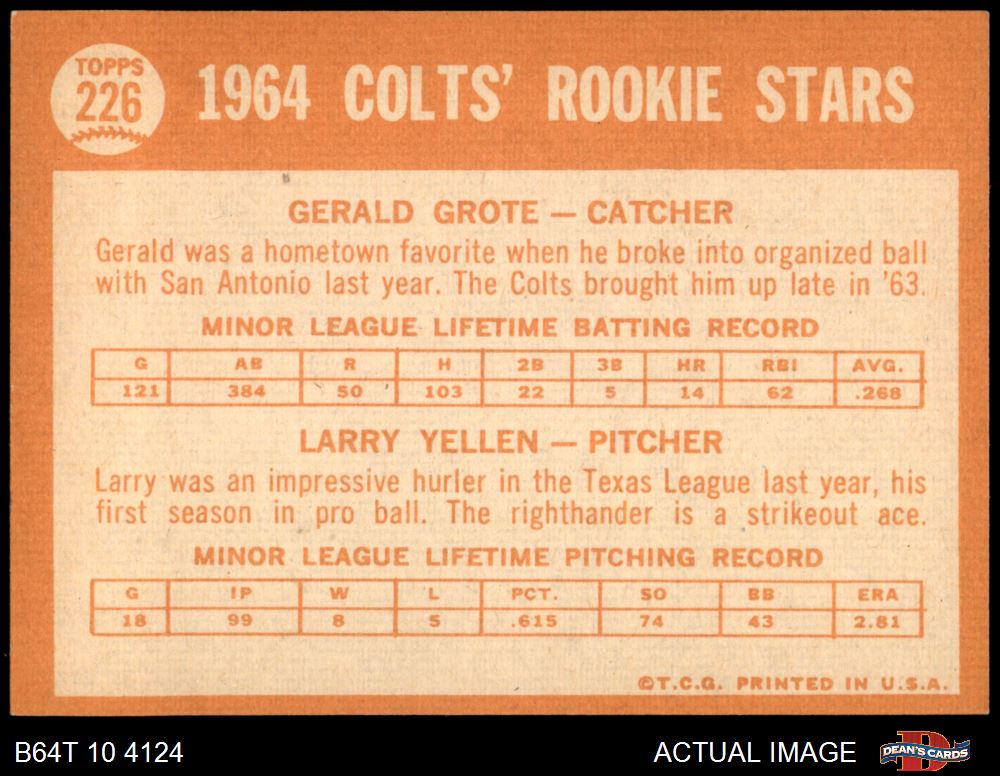 TOPPS
226
1964 COLTS' ROOKIE STARS
GERALD GROTE — CATCHER
Gerald was a hometown favorite when he broke into organized ball
with San Antonio last year. The Colts brought him up late in '63.
MINOR LEAGUE LIFETIME BATTING RECORD
G AB R H 2B 3B HR RBI AVG.
121 384 50 103 22 5 14 62 .268
LARRY YELLEN — PITCHER
Larry was an impressive hurler in the Texas League last year, his
first season in pro ball. The righthander is a strikeout ace.
MINOR LEAGUE LIFETIME PITCHING RECORD
G IP W L PCT. SO BB ERA
18 99 8 5 .615 74 43 2.81
©T.C.G. PRINTED IN U.S.A.
B64T 10 4124
ACTUAL IMAGE
D
DEAN'S CARDS